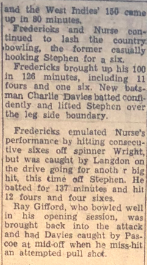 and the West Indies' 150 came
up in 80 minutes.
Fredericks and Nurse con-
tinued to lash the country
bowling, the former casually
hooking Stephen for a six.
Fredericks brought up his 100
in 126 minutes, including 11
fours and one six. New bats-
man Charlie Davies batted confi-
dently and lifted Stephen over
the leg side boundary.
Fredericks emulated Nurse's
performance by hitting consecu-
tive sixes off spinner Wright,
but was caught by Langdon on
the drive going for anoth r big
hit, this time off Stephen. He
batted for 137 minutes and hit
12 fours and four sixes.
Ray Gifford, who bowled well
in his opening session, was
brought back into the attack
and had Davies caught by Pas-
coe at mid-off when he miss-hit
an attempted pull shot.